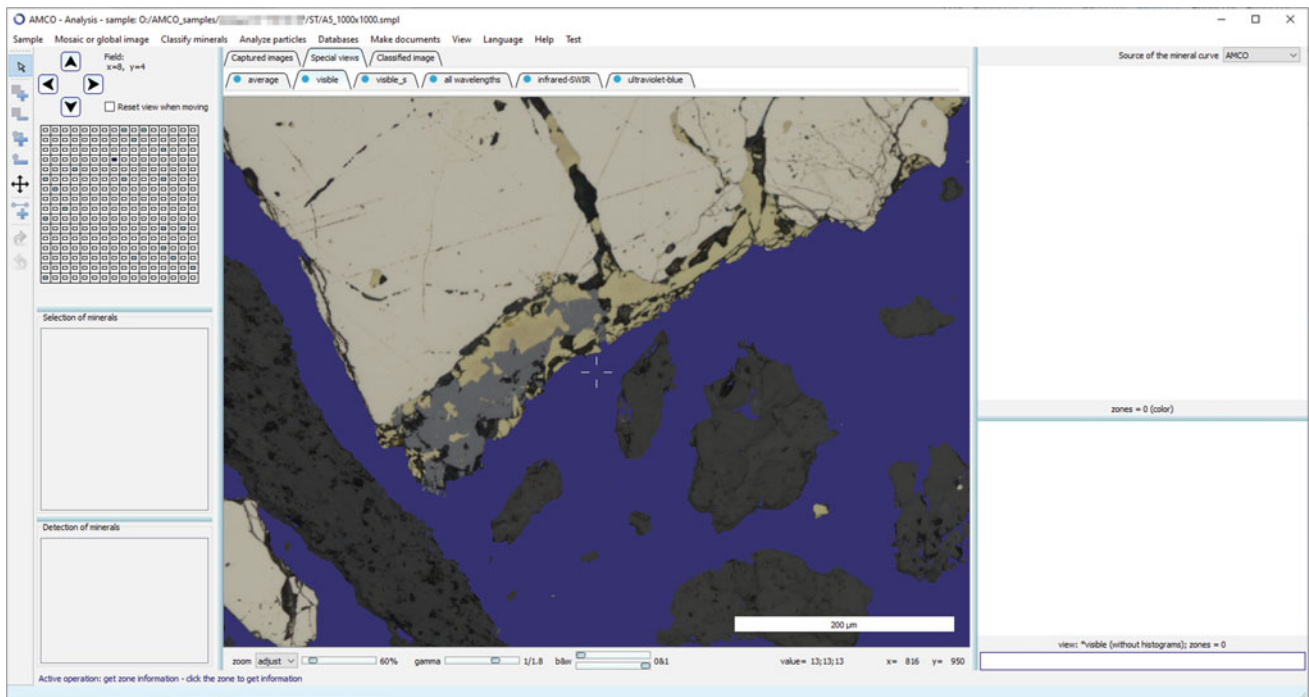 AMCO - Analysis - sample: O:/AMCO_samples/ /ST/A5_1000x1000.smpl
Sample Mosaic or global image Classify minerals Analyze particles Databases Make documents View Language Help Test
Field:
x=8, y=4
Reset view when moving
Captured images Special views Classified image
average visible visible_s all wavelengths infrared-SWIR ultraviolet-blue
Source of the mineral curve AMCO
Selection of minerals
zones = 0 (color)
Detection of minerals
200 µm
view: *visible (without histograms); zones = 0
zoom adjust 60% gamma 1/1.8 b&w 0&1 value= 13;13;13 x= 816 y= 950
Active operation: get zone information - click the zone to get information